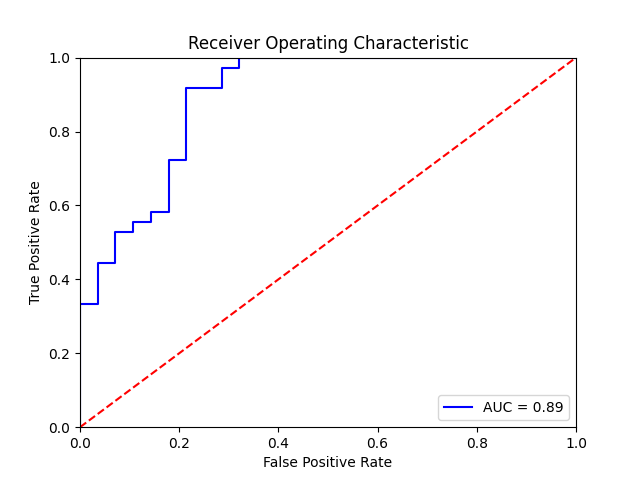 Receiver Operating Characteristic
1.0
0.8
0.6
0.4
0.2
0.0
True Positive Rate
AUC = 0.89
0.0 0.2 0.4 0.6 0.8 1.0
False Positive Rate